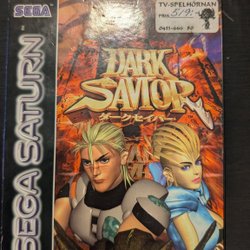 SEGA
TV-SPELHÖRNAN
PRIS
DARK
SAVIOR
ダークセイバー
SEGA SATURN